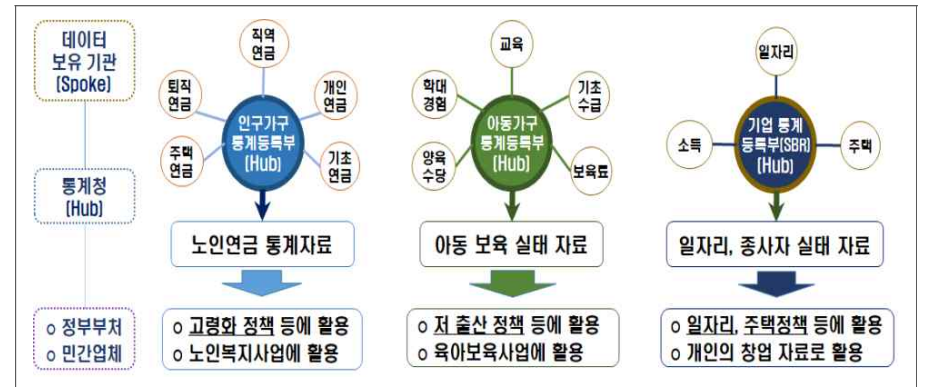 데이터
보유 기관
(Spoke)
통계청
(Hub)
o 정부부처
o 민간업체
직역
연금
퇴직
연금
개인
연금
주택
연금
기초
연금
인구가구
통계등록부
(Hub)
노인연금 통계자료
o 고령화 정책 등에 활용
o 노인복지사업에 활용
교육
학대
경험
기초
수급
양육
수당
보육료
아동가구
통계등록부
(Hub)
아동 보육 실태 자료
o 저 출산 정책 등에 활용
o 육아보육사업에 활용
일자리
소득
주택
기업 통계
등록부(SBR)
(Hub)
일자리, 종사자 실태 자료
o 일자리, 주택정책 등에 활용
o 개인의 창업 자료로 활용